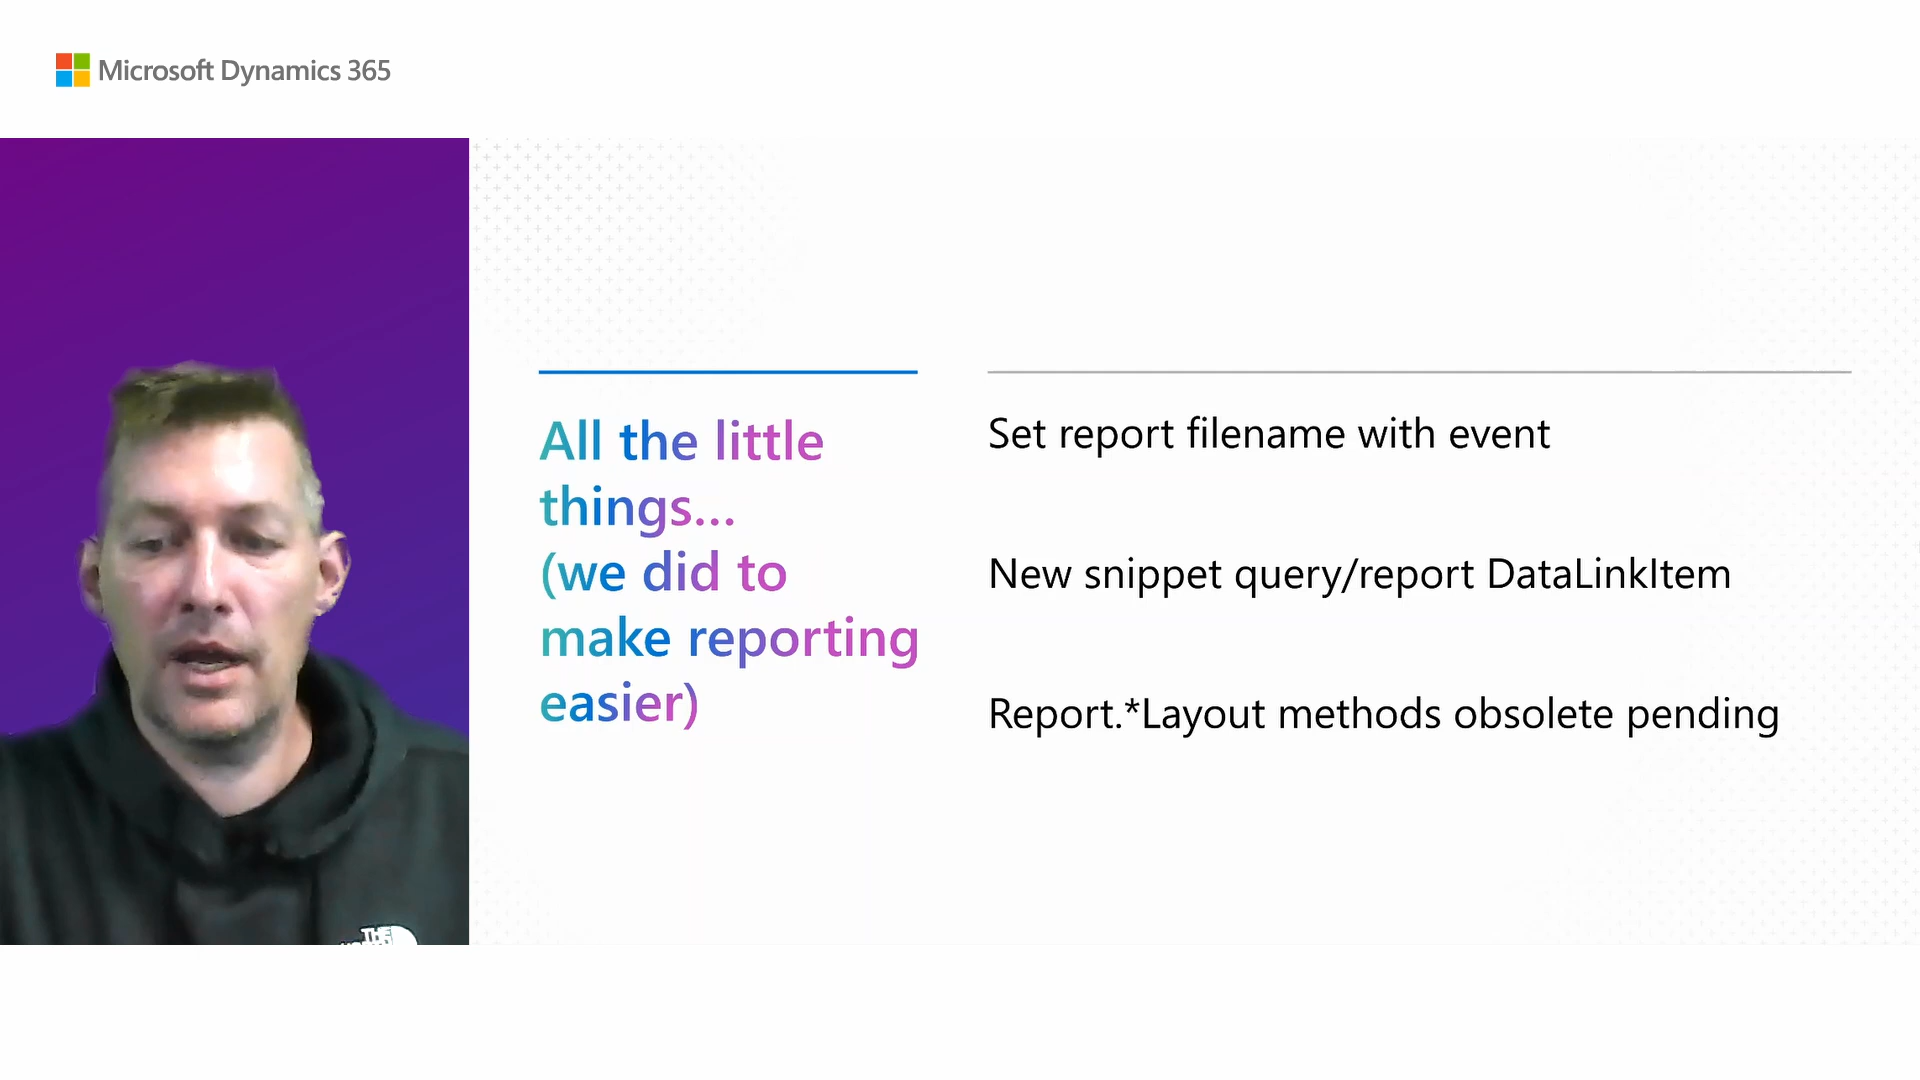 Microsoft Dynamics 365
All the little
things...
(we did to
make reporting
easier)
Set report filename with event
New snippet query/report DataLinkItem
Report.*Layout methods obsolete pending
THE